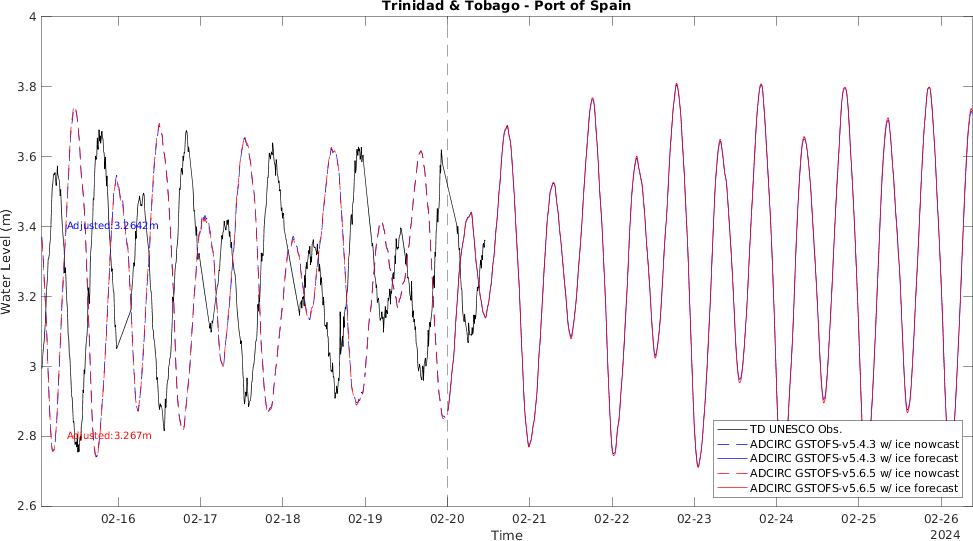 Trinidad & Tobago - Port of Spain
4
3.8
3.6
3.4
3.2
3
2.8
2.6
Water Level (m)
Adjusted:3.2642m
Adjusted:3.267m
TD UNESCO Obs.
ADCIRC GSTOFS-v5.4.3 w/ ice nowcast
ADCIRC GSTOFS-v5.4.3 w/ ice forecast
ADCIRC GSTOFS-v5.6.5 w/ ice nowcast
ADCIRC GSTOFS-v5.6.5 w/ ice forecast
02-16 02-17 02-18 02-19 02-20 02-21 02-22 02-23 02-24 02-25 02-26
Time
2024